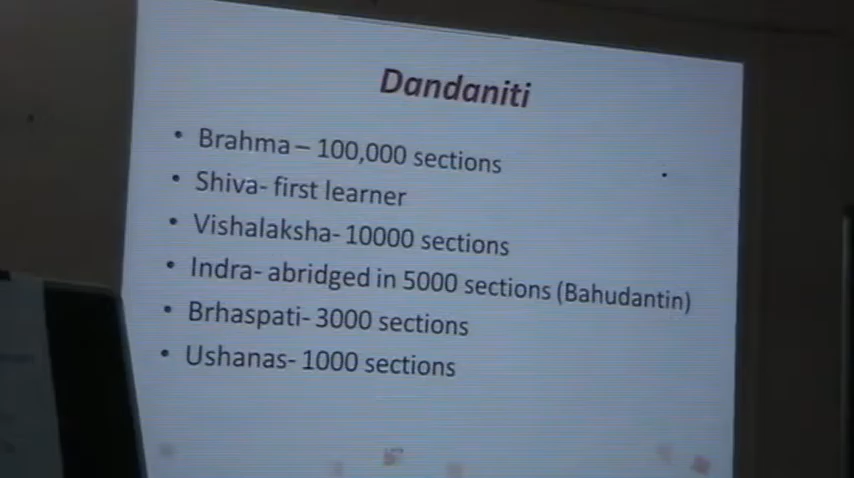 Dandaniti
• Brahma – 100,000 sections
• Shiva- first learner
• Vishalaksha- 10000 sections
• Indra- abridged in 5000 sections (Bahudantin)
• Brhaspati- 3000 sections
• Ushanas- 1000 sections